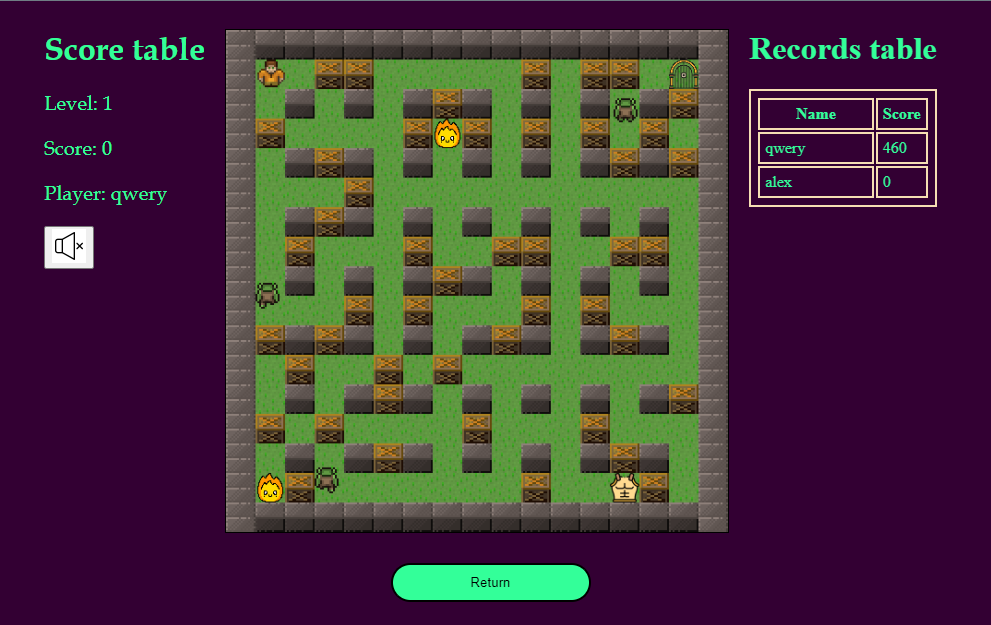 Score table
Level: 1
Score: 0
Player: qwery
Records table
Name Score
qwery 460
alex 0
Return